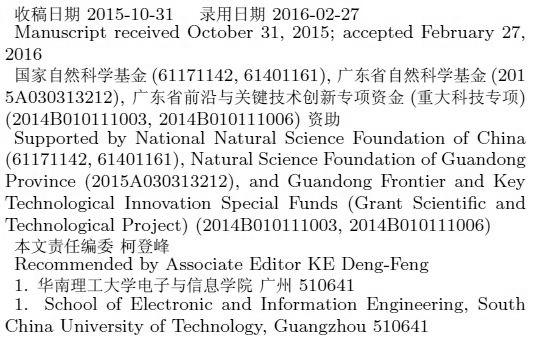 收稿日期 2015-10-31 录用日期 2016-02-27
Manuscript received October 31, 2015; accepted February 27,
2016
国家自然科学基金 (61171142, 61401161), 广东省自然科学基金 (201
5A030313212), 广东省前沿与关键技术创新专项资金 (重大科技专项)
(2014B010111003, 2014B010111006) 资助
Supported by National Natural Science Foundation of China
(61171142, 61401161), Natural Science Foundation of Guandong
Province (2015A030313212), and Guandong Frontier and Key
Technological Innovation Special Funds (Grant Scientific and
Technological Project) (2014B010111003, 2014B010111006)
本文责任编委 柯登峰
Recommended by Associate Editor KE Deng-Feng
1. 华南理工大学电子与信息学院 广州 510641
1. School of Electronic and Information Engineering, South
China University of Technology, Guangzhou 510641